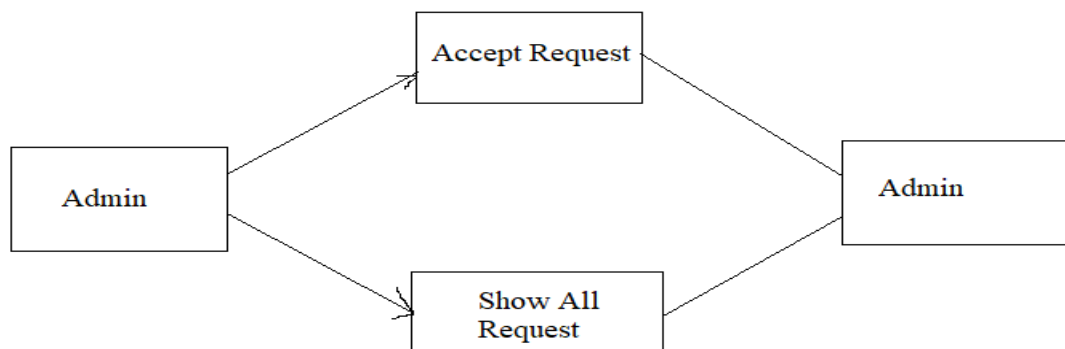 Accept Request
Admin
Admin
Show All
Request